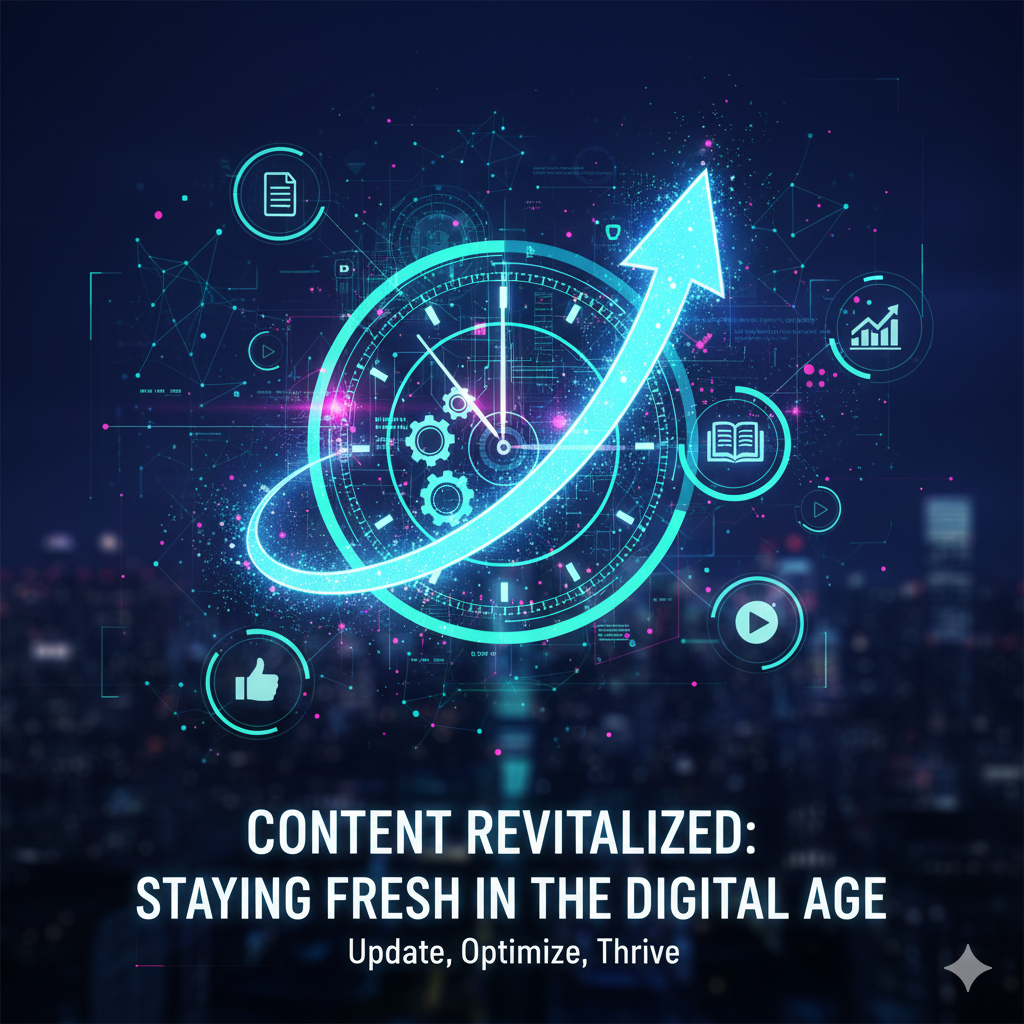 CONTENT REVITALIZED:
STAYING FRESH IN THE DIGITAL AGE
Update, Optimize, Thrive